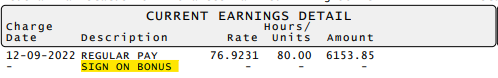 CURRENT EARNINGS DETAIL
Charge Hours/
Date Description Rate Units Amount
12-09-2022 REGULAR PAY 76.9231 80.00 6153.85
- SIGN ON BONUS - - -